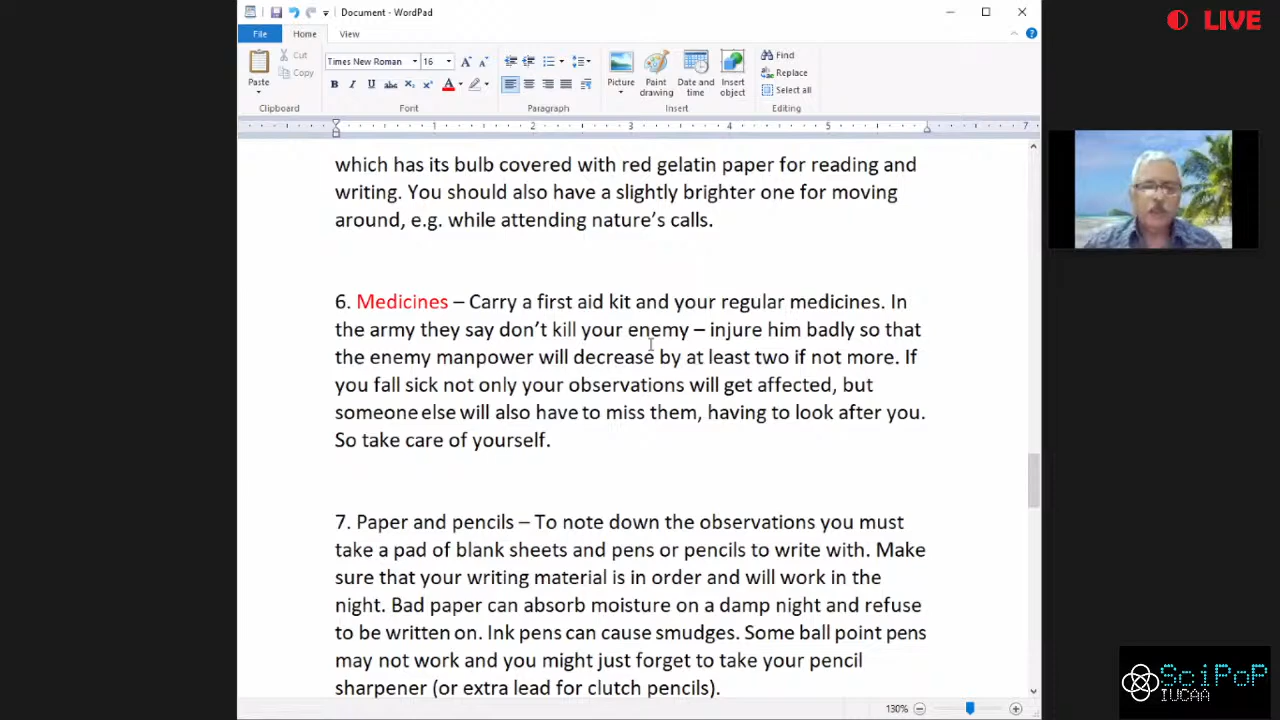 Document - WordPad
LIVE
File Home View
Paste
Cut
Copy
Times New Roman 16
Picture
Paint drawing
Date and time
Insert object
Find
Replace
Select all
Clipboard Font Paragraph Insert Editing
1 2 3 4 5 7
which has its bulb covered with red gelatin paper for reading and
writing. You should also have a slightly brighter one for moving
around, e.g. while attending nature’s calls.
6. Medicines – Carry a first aid kit and your regular medicines. In
the army they say don’t kill your enemy – injure him badly so that
the enemy manpower will decrease by at least two if not more. If
you fall sick not only your observations will get affected, but
someone else will also have to miss them, having to look after you.
So take care of yourself.
7. Paper and pencils – To note down the observations you must
take a pad of blank sheets and pens or pencils to write with. Make
sure that your writing material is in order and will work in the
night. Bad paper can absorb moisture on a damp night and refuse
to be written on. Ink pens can cause smudges. Some ball point pens
may not work and you might just forget to take your pencil
sharpener (or extra lead for clutch pencils).
130%
SciPoP
IUCAA